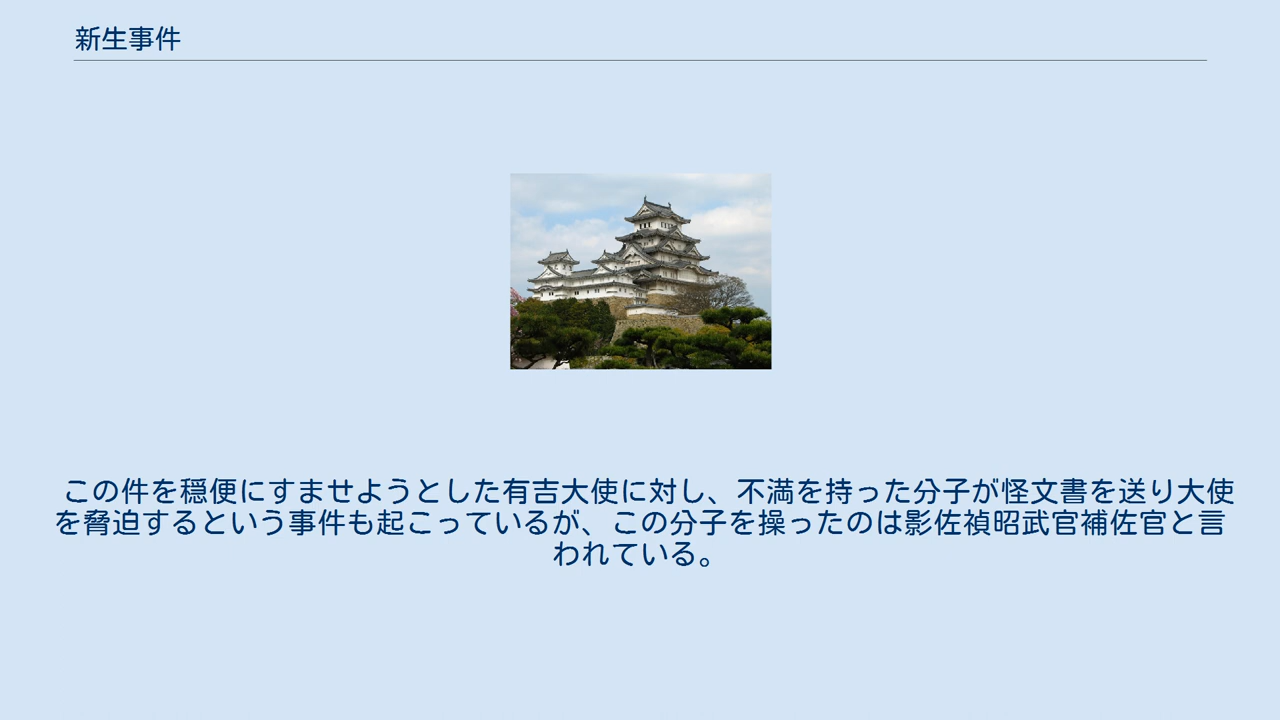 新生事件
この件を穏便にすませようとした有吉大使に対し、不満を持った分子が怪文書を送り大使
を脅迫するという事件も起こっているが、この分子を操ったのは影佐禎昭武官補佐官と言
われている。